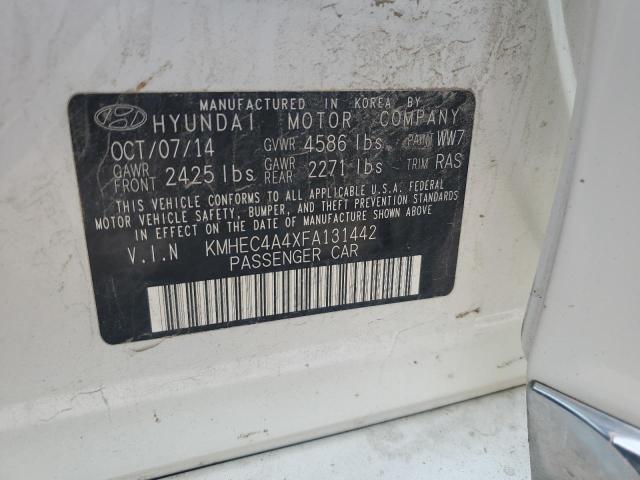 MANUFACTURED IN KOREA BY
HYUNDAI MOTOR COMPANY
OCT/07/14 GVWR 4586 lbs PAINT WW7
GAWR FRONT 2425 lbs GAWR REAR 2271 lbs TRIM RAS
THIS VEHICLE CONFORMS TO ALL APPLICABLE U.S.A. FEDERAL
MOTOR VEHICLE SAFETY, BUMPER, AND THEFT PREVENTION STANDARDS
IN EFFECT ON THE DATE OF MANUFACTURE SHOWN ABOVE.
V.I.N KMHEC4A4XFA131442
PASSENGER CAR